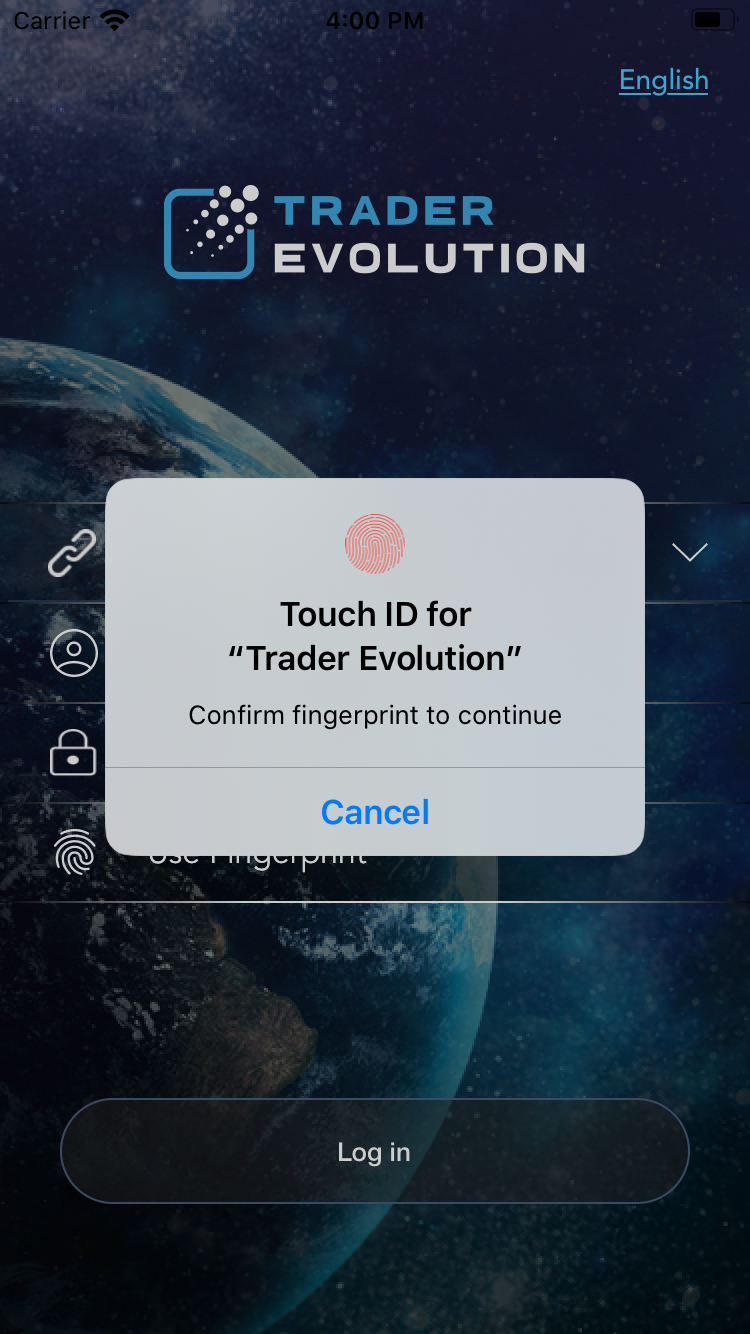 Carrier
4:00 PM
English
TRADER
EVOLUTION
Touch ID for
“Trader Evolution”
Confirm fingerprint to continue
Cancel
Use Fingerprint
Log in